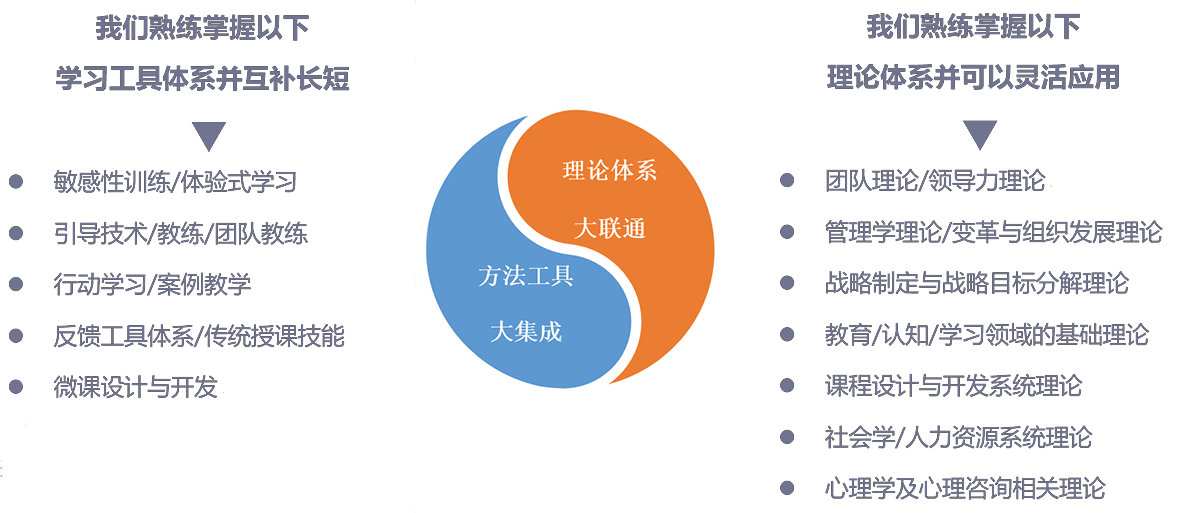 我们熟练掌握以下
学习工具体系并互补长短
敏感性训练/体验式学习
引导技术/教练/团队教练
行动学习/案例教学
反馈工具体系/传统授课技能
微课设计与开发
理论体系
大联通
方法工具
大集成
我们熟练掌握以下
理论体系并可以灵活应用
团队理论/领导力理论
管理学理论/变革与组织发展理论
战略制定与战略目标分解理论
教育/认知/学习领域的基础理论
课程设计与开发系统理论
社会学/人力资源系统理论
心理学及心理咨询相关理论